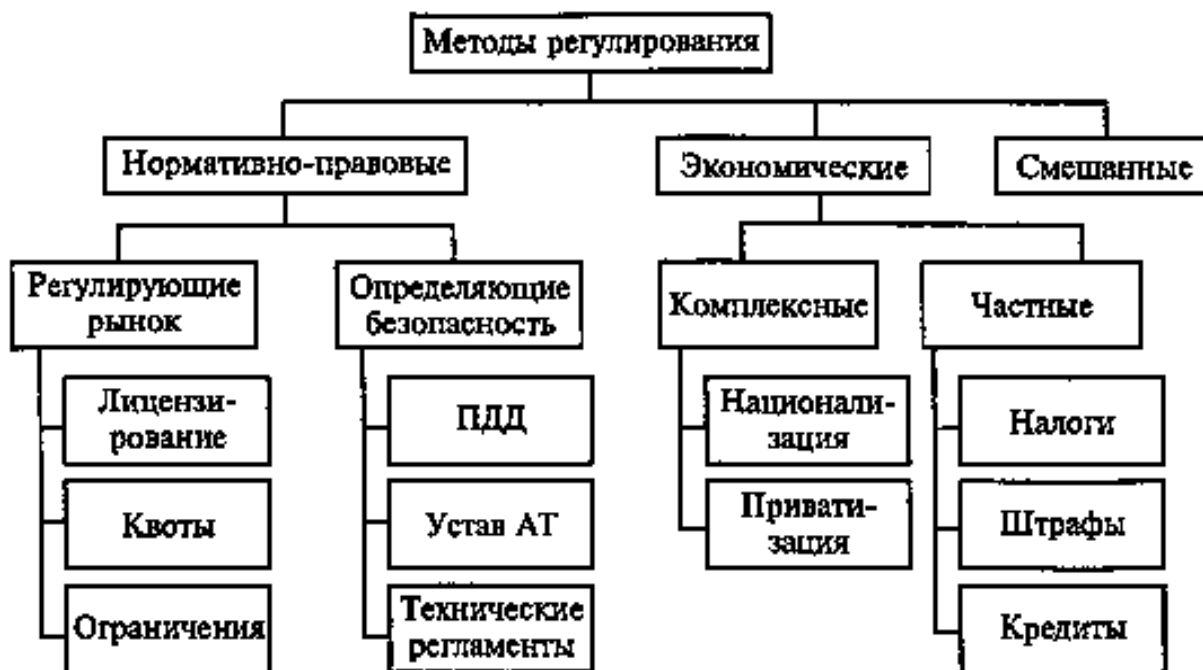 Методы регулирования
Нормативно-правовые
Экономические
Смешанные
Регулирующие
рынок
Определяющие
безопасность
Комплексные
Частные
Лицензи-
рование
Квоты
Ограничения
ПДД
Устав АТ
Технические
регламенты
Национали-
зация
Привати-
зация
Налоги
Штрафы
Кредиты